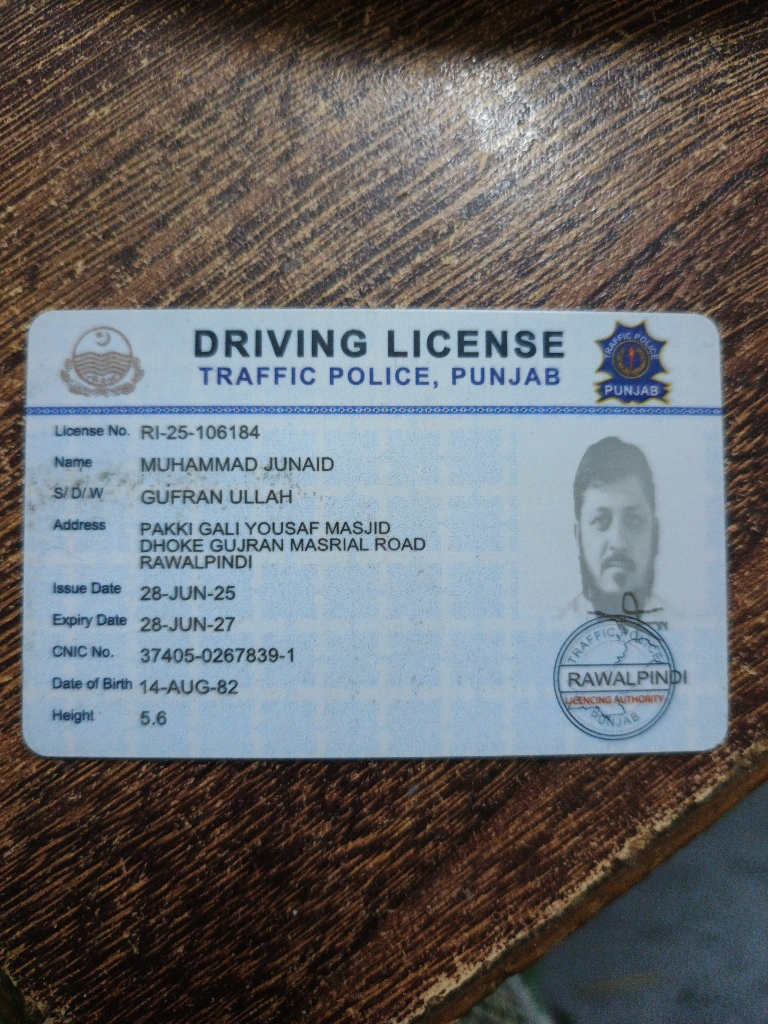 DRIVING LICENSE
TRAFFIC POLICE, PUNJAB
TRAFFIC POLICE
PUNJAB
License No. RI-25-106184
Name MUHAMMAD JUNAID
S/ D/ W GUFRAN ULLAH
Address PAKKI GALI YOUSAF MASJID
DHOKE GUJRAN MASRIAL ROAD
RAWALPINDI
Issue Date 28-JUN-25
Expiry Date 28-JUN-27
CNIC No. 37405-0267839-1
Date of Birth 14-AUG-82
Height 5.6
TRAFFIC POLICE
RAWALPINDI
LICENCING AUTHORITY
PUNJAB